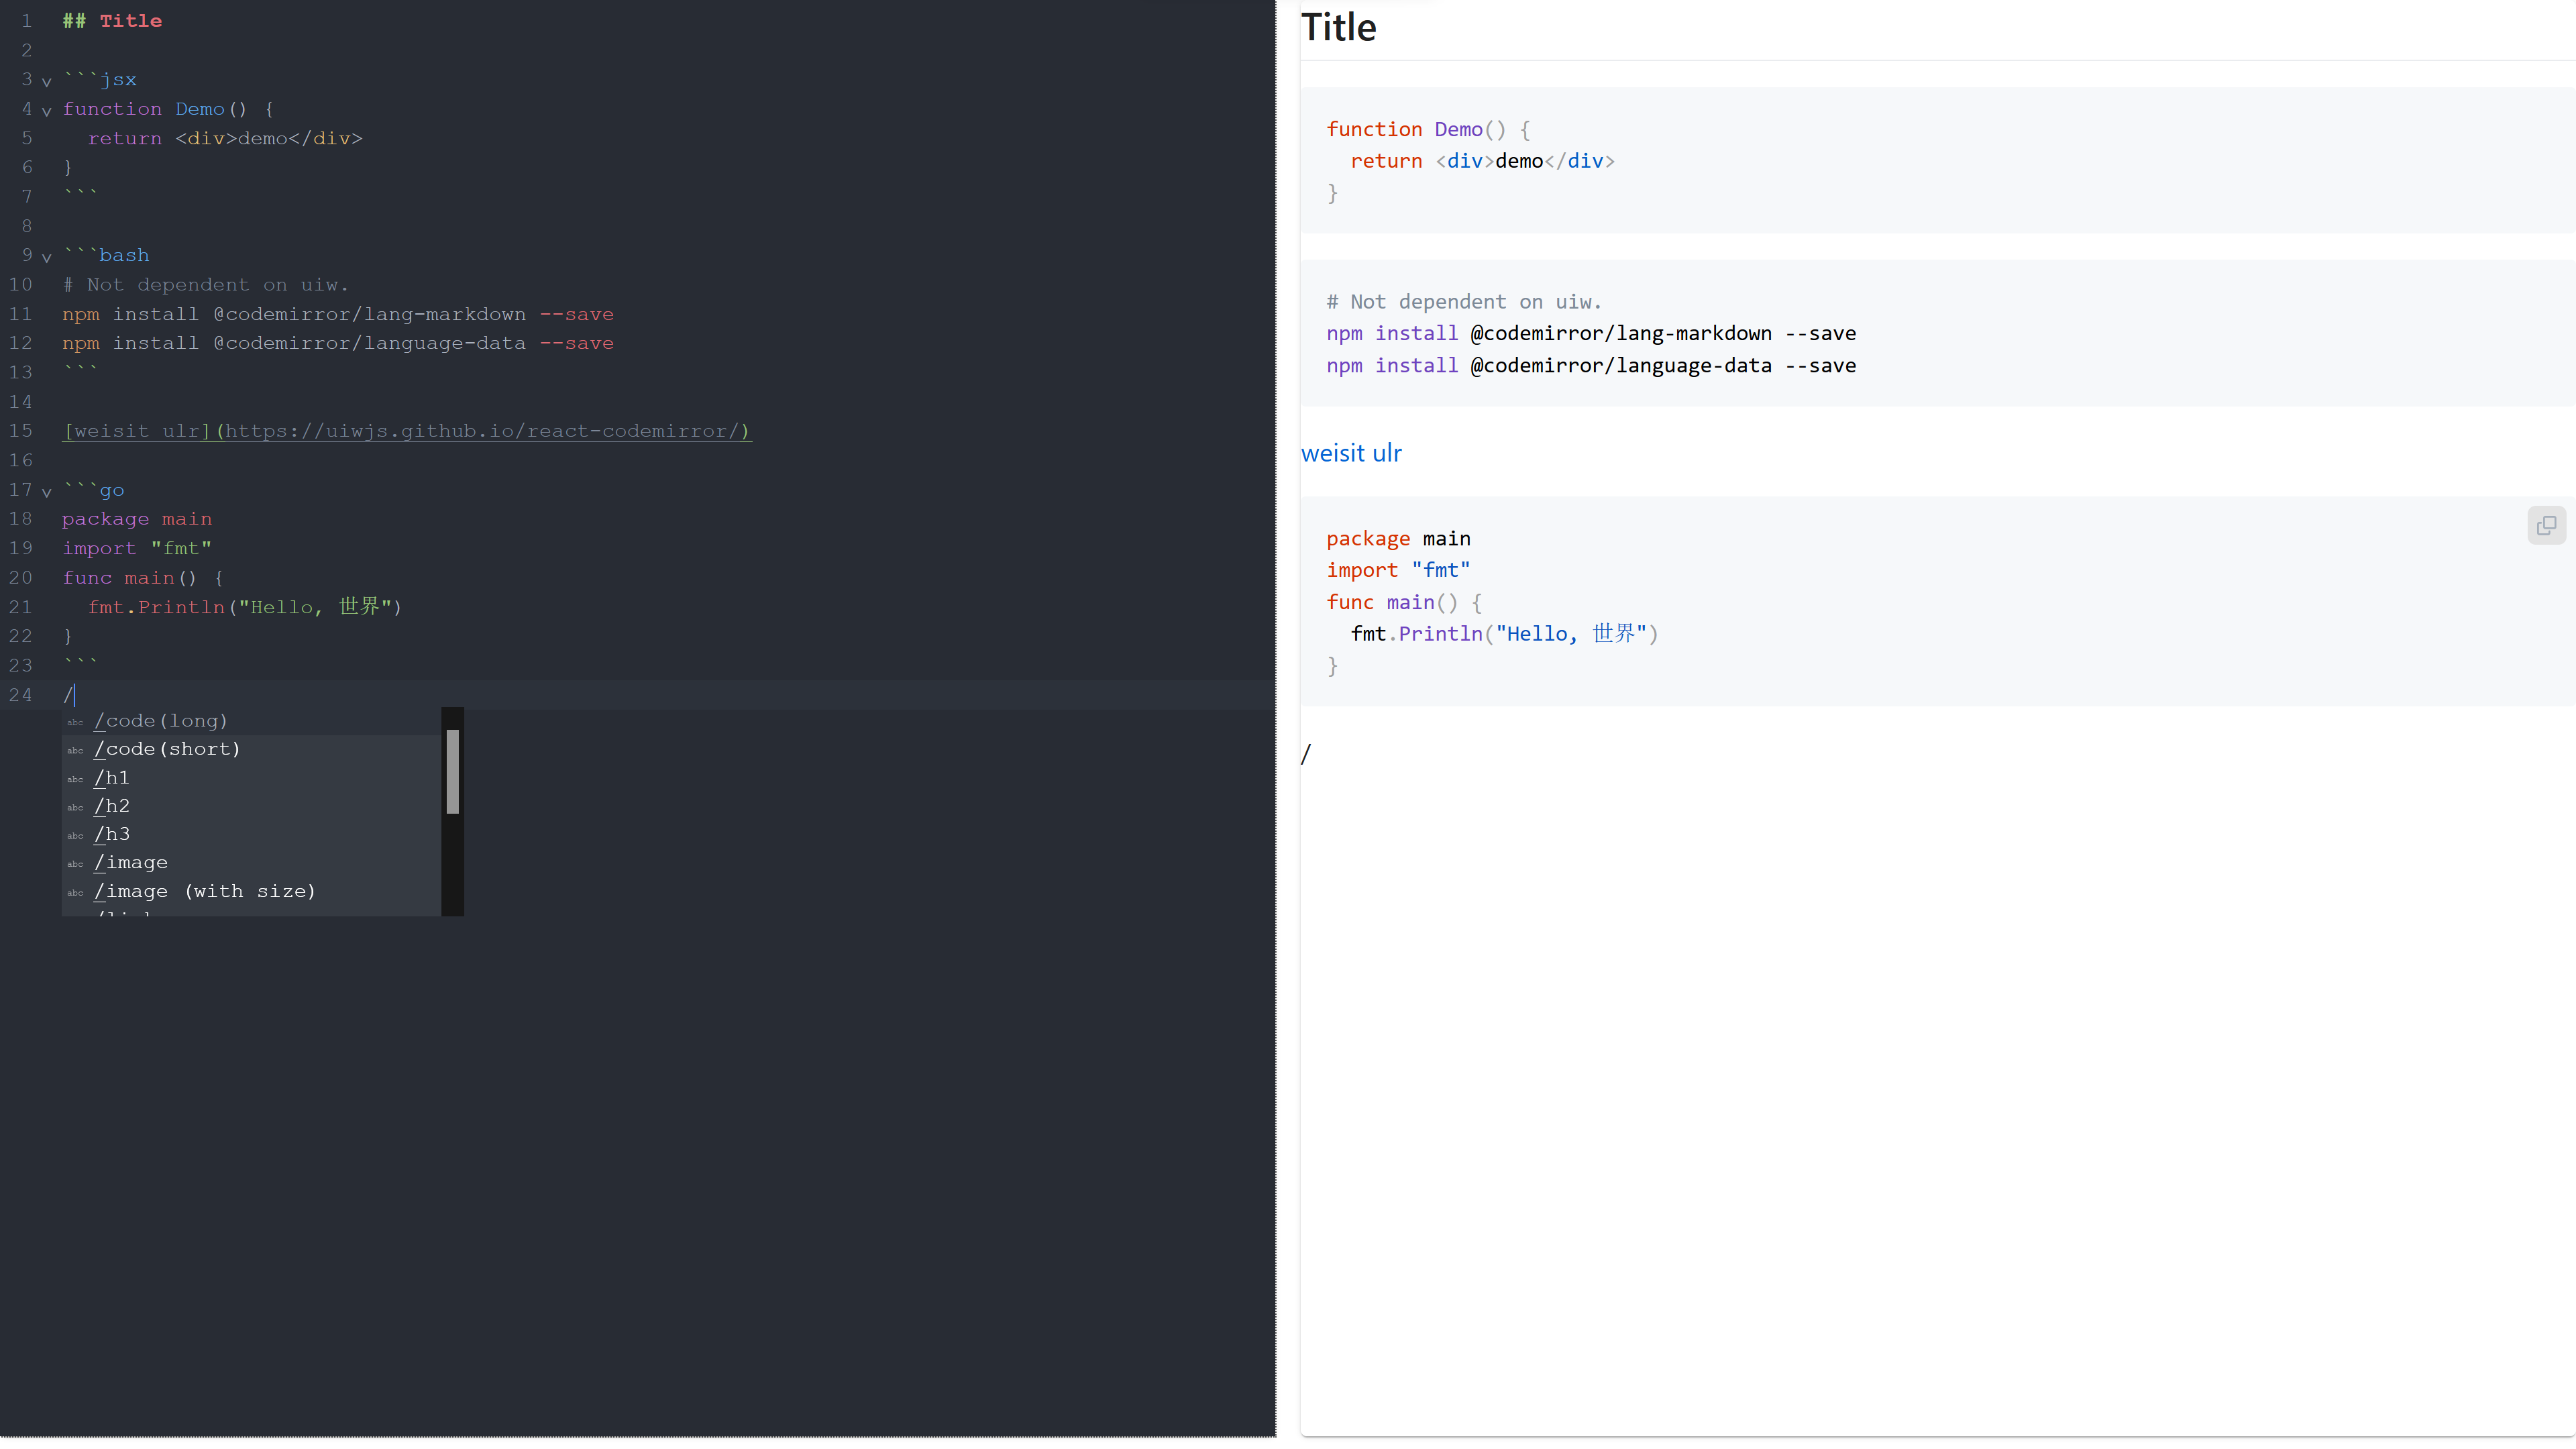 1 ## Title
2
3 ```jsx
4 function Demo() {
5   return <div>demo</div>
6 }
7 ```
8
9 ```bash
10 # Not dependent on uiw.
11 npm install @codemirror/lang-markdown --save
12 npm install @codemirror/language-data --save
13 ```
14
15 [weisit ulr](https://uiwjs.github.io/react-codemirror/)
16
17 ```go
18 package main
19 import "fmt"
20 func main() {
21   fmt.Println("Hello, 世界")
22 }
23 ```
24 /
abc /code(long)
abc /code(short)
abc /h1
abc /h2
abc /h3
abc /image
abc /image (with size)
Title
function Demo() {
  return <div>demo</div>
}
# Not dependent on uiw.
npm install @codemirror/lang-markdown --save
npm install @codemirror/language-data --save
weisit ulr
package main
import "fmt"
func main() {
  fmt.Println("Hello, 世界")
}
/